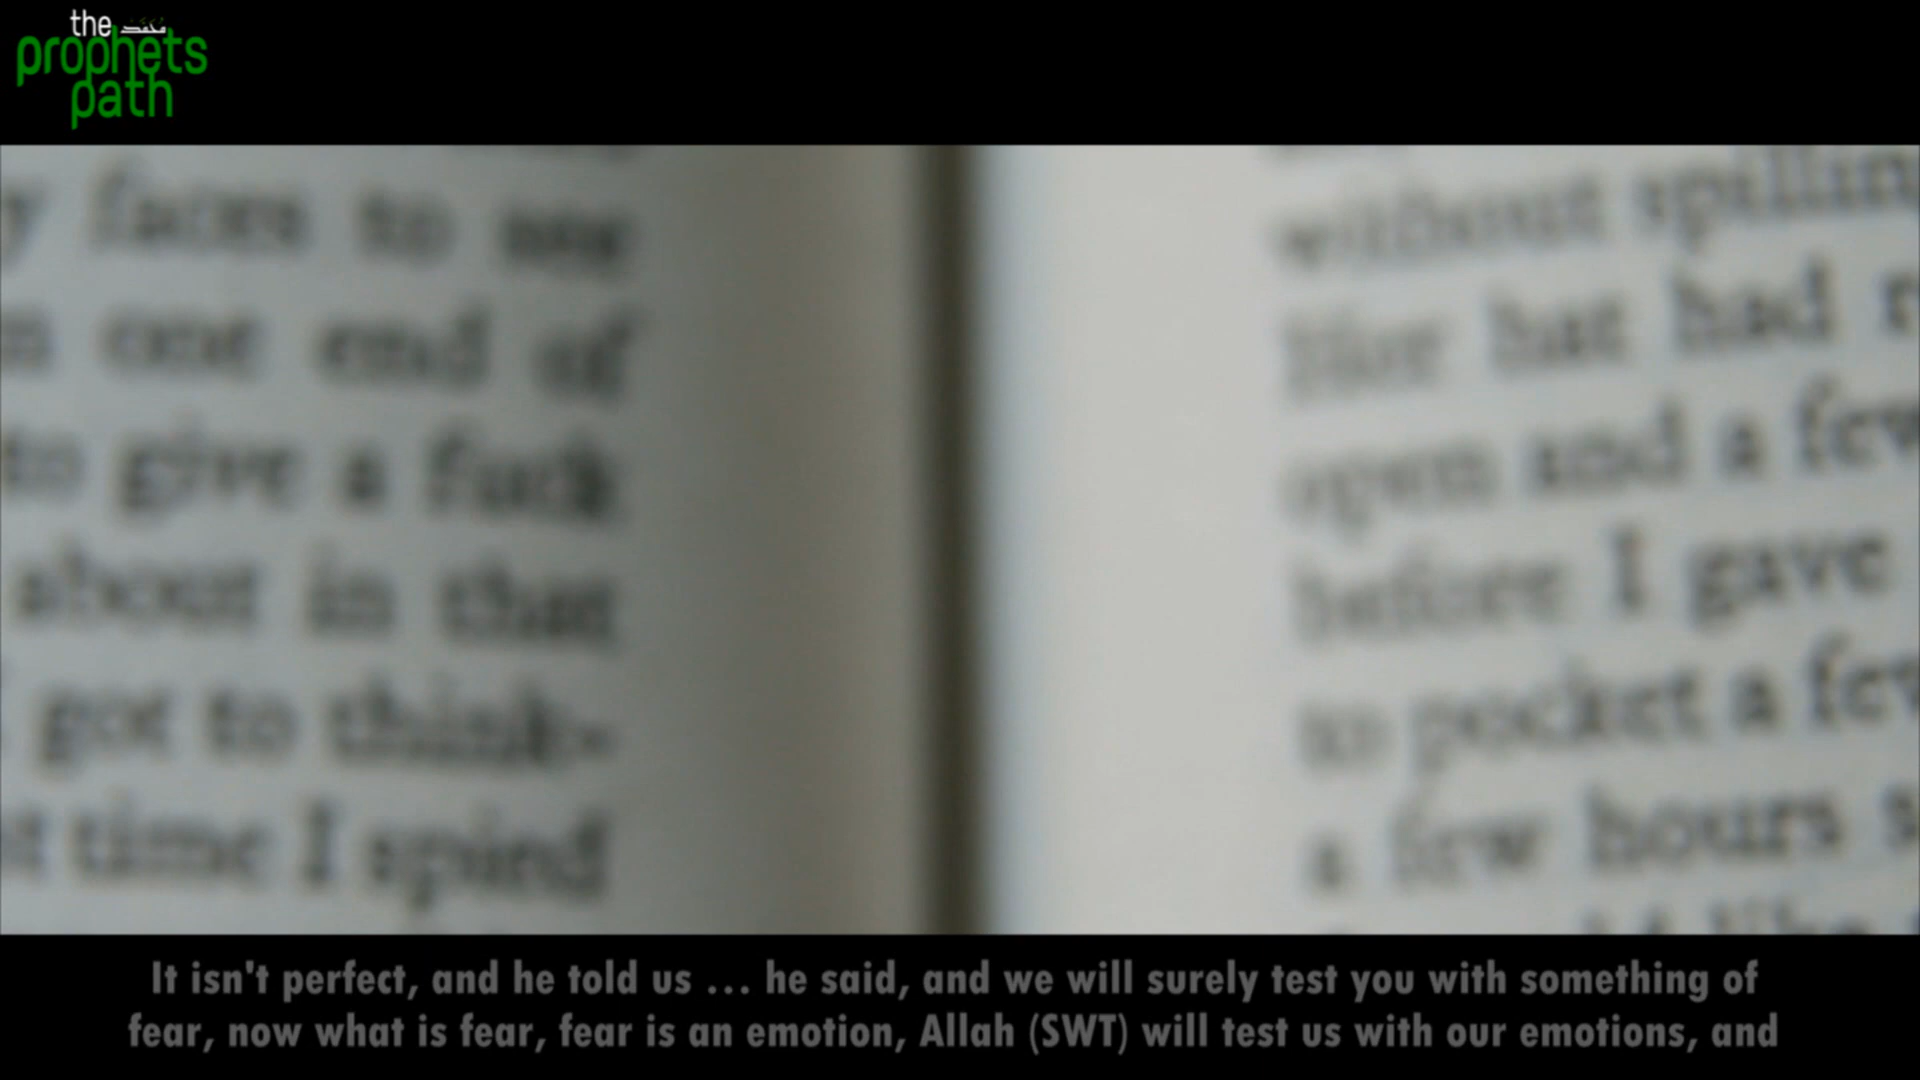 the محمد
prophets
path
y faces to see
n one end of
to give a fuck
about in that
got to think-
t time I spend
without spillin
lier hat had r
open and a few
before I gave
to pocket a few
a few hours s
It isn't perfect, and he told us ... he said, and we will surely test you with something of
fear, now what is fear, fear is an emotion, Allah (SWT) will test us with our emotions, and